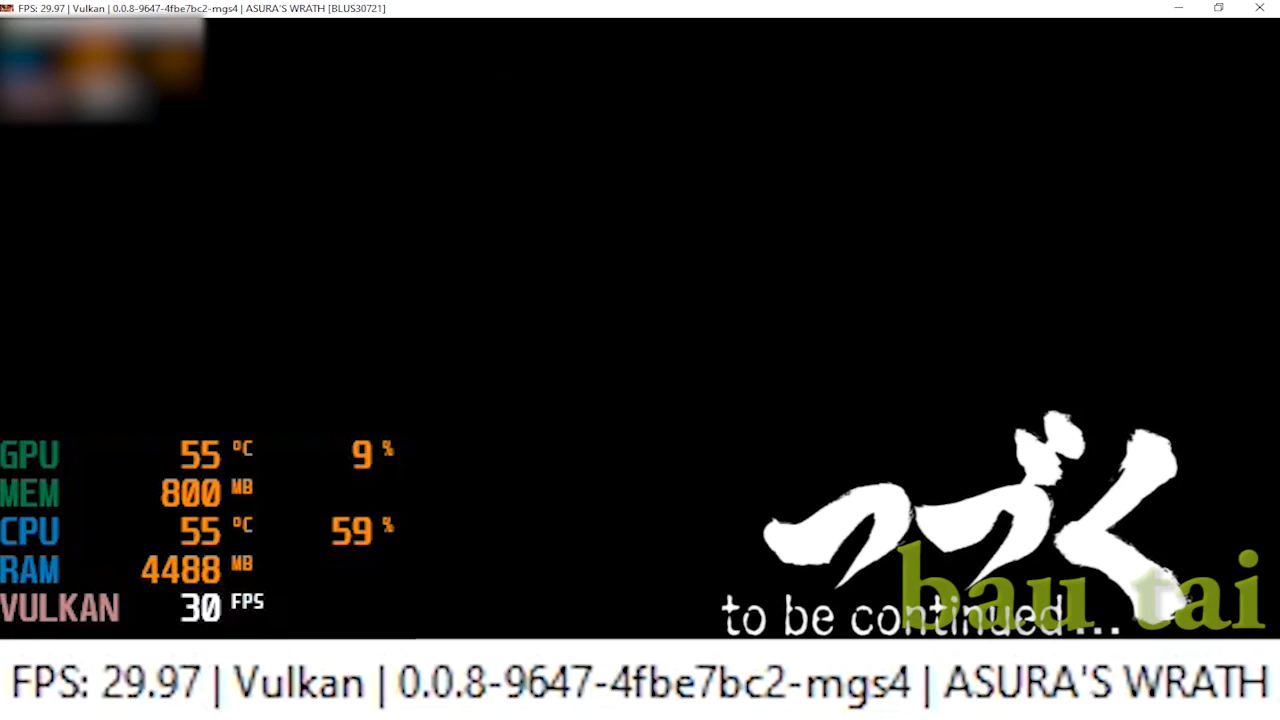 FPS: 29.97 | Vulkan | 0.0.8-9647-4fbe7bc2-mgs4 | ASURA'S WRATH [BLUS30721]
GPU 55 °C 9 %
MEM 800 MB
CPU 55 °C 59 %
RAM 4488 MB
VULKAN 30 FPS
つづく
bau tai
to be continued...
FPS: 29.97 | Vulkan | 0.0.8-9647-4fbe7bc2-mgs4 | ASURA'S WRATH